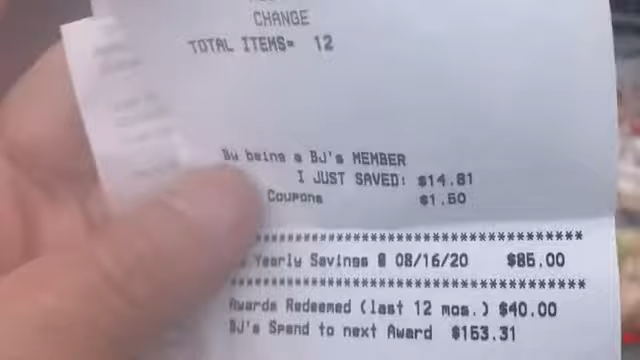 CHANGE
TOTAL ITEMS= 12
By being a BJ's MEMBER
I JUST SAVED: $14.81
Coupons $1.50
***************************************
Yearly Savings @ 08/16/20 $85.00
***************************************
Awards Redeemed (last 12 mos.) $40.00
BJ's Spend to next Award $153.31